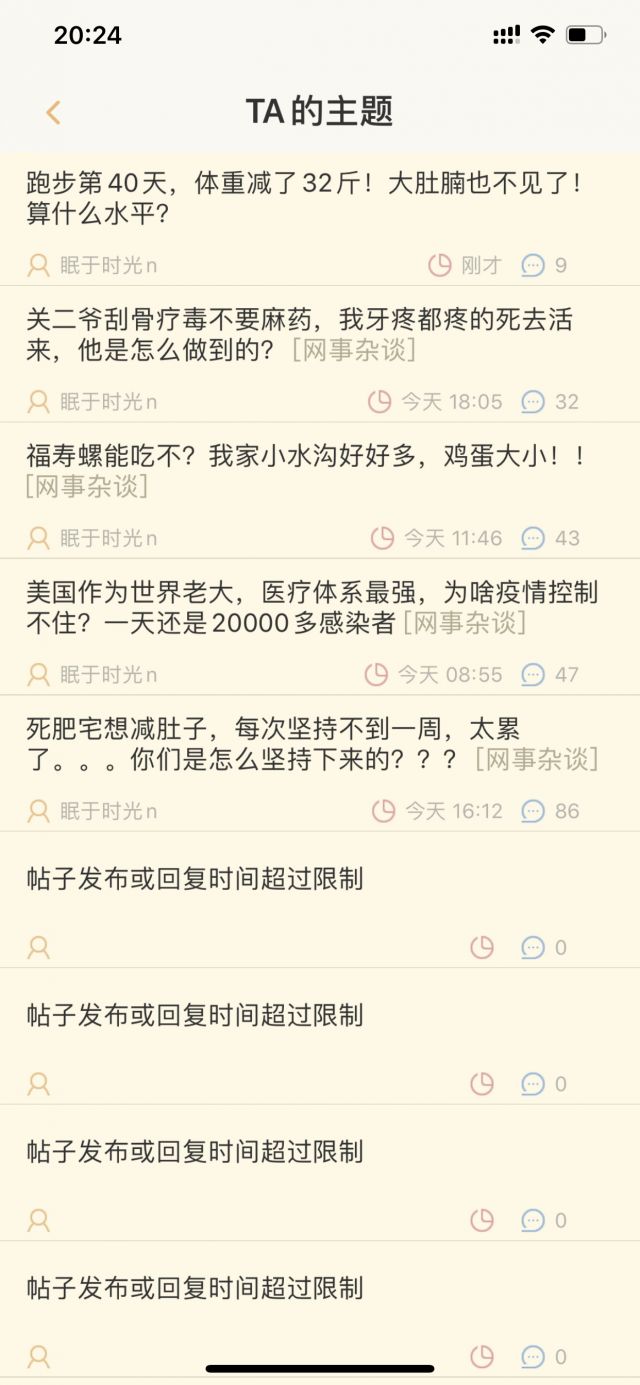 20:24
TA的主题
跑步第40天，体重减了32斤！大肚腩也不见了！
算什么水平？
眠于时光n 刚才 9
关二爷刮骨疗毒不要麻药，我牙疼都疼的死去活
来，他是怎么做到的？[网事杂谈]
眠于时光n 今天 18:05 32
福寿螺能吃不？我家小水沟好好多，鸡蛋大小！！
[网事杂谈]
眠于时光n 今天 11:46 43
美国作为世界老大，医疗体系最强，为啥疫情控制
不住？一天还是20000多感染者[网事杂谈]
眠于时光n 今天 08:55 47
死肥宅想减肚子，每次坚持不到一周，太累
了。。。你们是怎么坚持下来的？？？[网事杂谈]
眠于时光n 今天 16:12 86
帖子发布或回复时间超过限制
0
帖子发布或回复时间超过限制
0
帖子发布或回复时间超过限制
0
帖子发布或回复时间超过限制
0